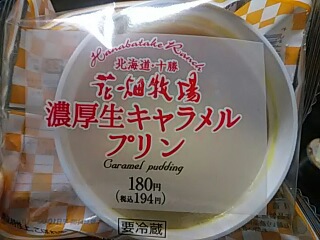 Hanabatake Ranch
北海道・十勝
花畑牧場
濃厚生キャラメル
プリン
Caramel pudding
180円
(税込194円)
要冷蔵